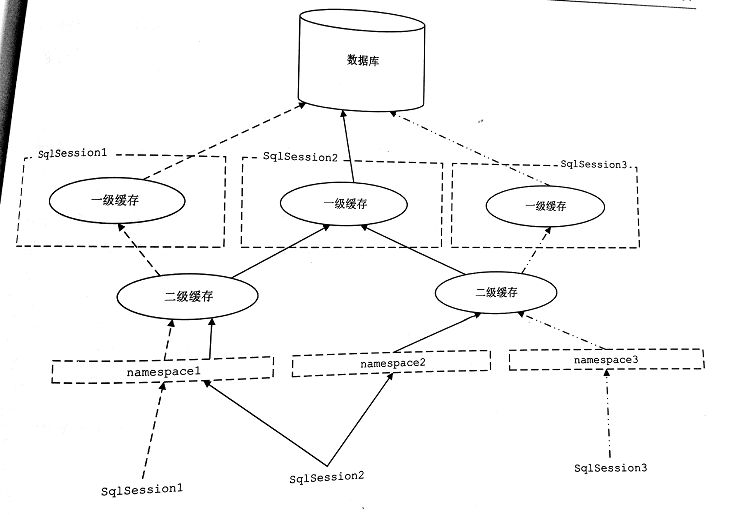 数据库
SqlSession1
SqlSession2
SqlSession3
一级缓存
一级缓存
一级缓存
二级缓存
二级缓存
namespace1
namespace2
namespace3
SqlSession1
SqlSession2
SqlSession3